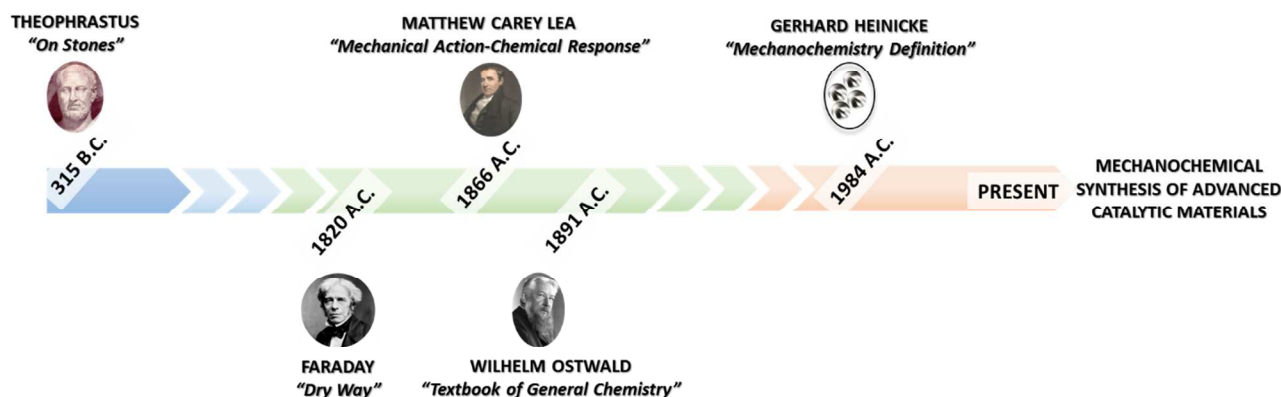 THEOPHRASTUS
“On Stones”
MATTHEW CAREY LEA
“Mechanical Action-Chemical Response”
GERHARD HEINICKE
“Mechanochemistry Definition”
315 B.C.
1820 A.C.
1866 A.C.
1891 A.C.
1984 A.C.
PRESENT
MECHANOCHEMICAL
SYNTHESIS OF ADVANCED
CATALYTIC MATERIALS
FARADAY
“Dry Way”
WILHELM OSTWALD
“Textbook of General Chemistry”